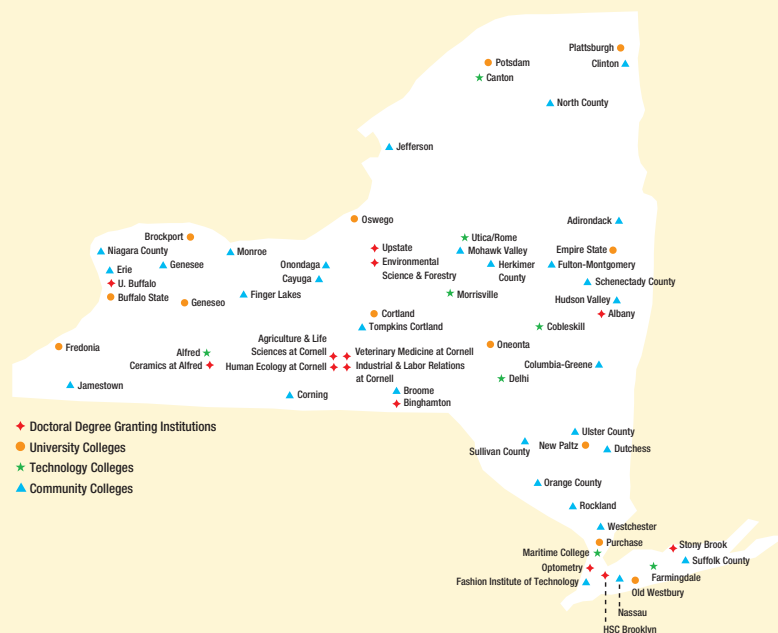 Plattsburgh
Potsdam
Clinton
Canton
North County
Jefferson
Oswego
Adirondack
Brockport
Utica/Rome
Niagara County
Monroe
Upstate
Mohawk Valley
Empire State
Genesee
Onondaga
Environmental
Science & Forestry
Herkimer
County
Fulton-Montgomery
Erie
Cayuga
U. Buffalo
Schenectady County
Buffalo State
Geneseo
Finger Lakes
Morrisville
Hudson Valley
Albany
Cortland
Tompkins Cortland
Cobleskill
Fredonia
Alfred
Ceramics at Alfred
Agriculture & Life
Sciences at Cornell
Human Ecology at Cornell
Veterinary Medicine at Cornell
Industrial & Labor Relations
at Cornell
Oneonta
Columbia-Greene
Delhi
Jamestown
Corning
Broome
Binghamton
Doctoral Degree Granting Institutions
University Colleges
Technology Colleges
Community Colleges
Ulster County
Sullivan County
New Paltz
Dutchess
Orange County
Rockland
Westchester
Purchase
Maritime College
Stony Brook
Optometry
Suffolk County
Fashion Institute of Technology
Farmingdale
Old Westbury
Nassau
HSC Brooklyn